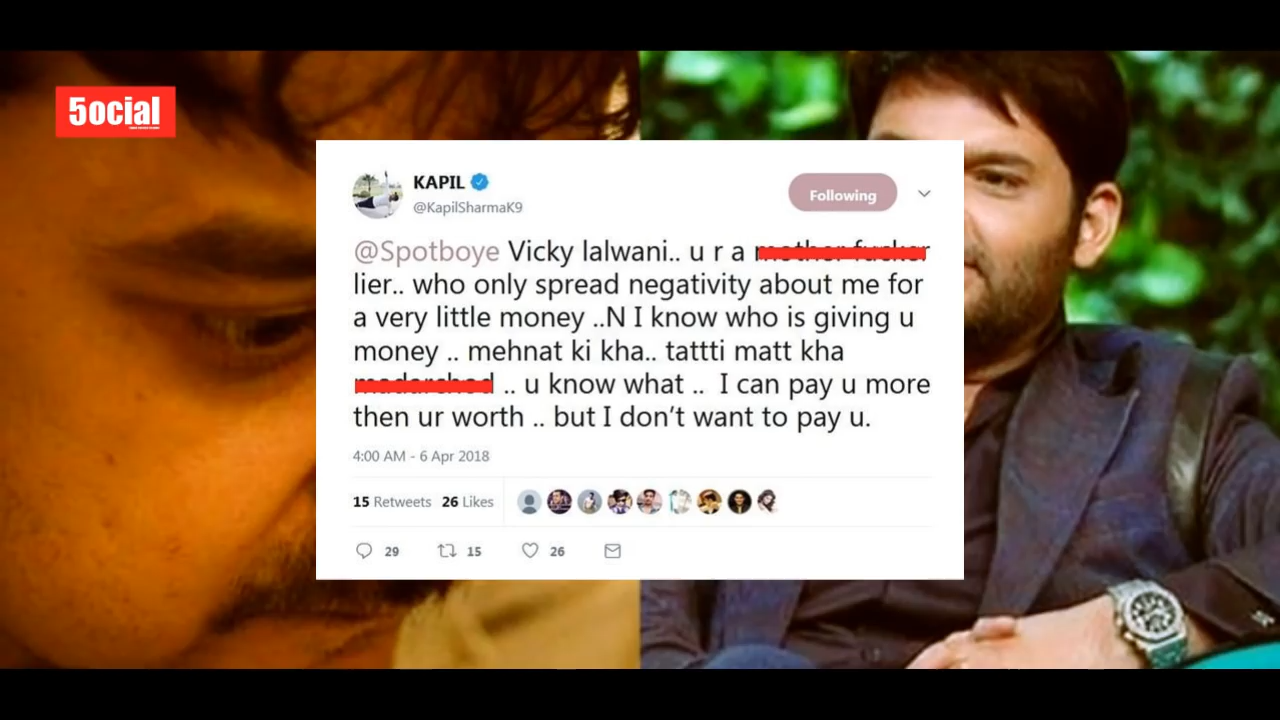 5ocial
KAPIL
@KapilSharmaK9
Following
@Spotboye Vicky lalwani.. u r a mother fucker
lier.. who only spread negativity about me for
a very little money ..N I know who is giving u
money .. mehnat ki kha.. tattti matt kha
madarchod .. u know what .. I can pay u more
then ur worth .. but I don’t want to pay u.
4:00 AM - 6 Apr 2018
15 Retweets 26 Likes
29 15 26